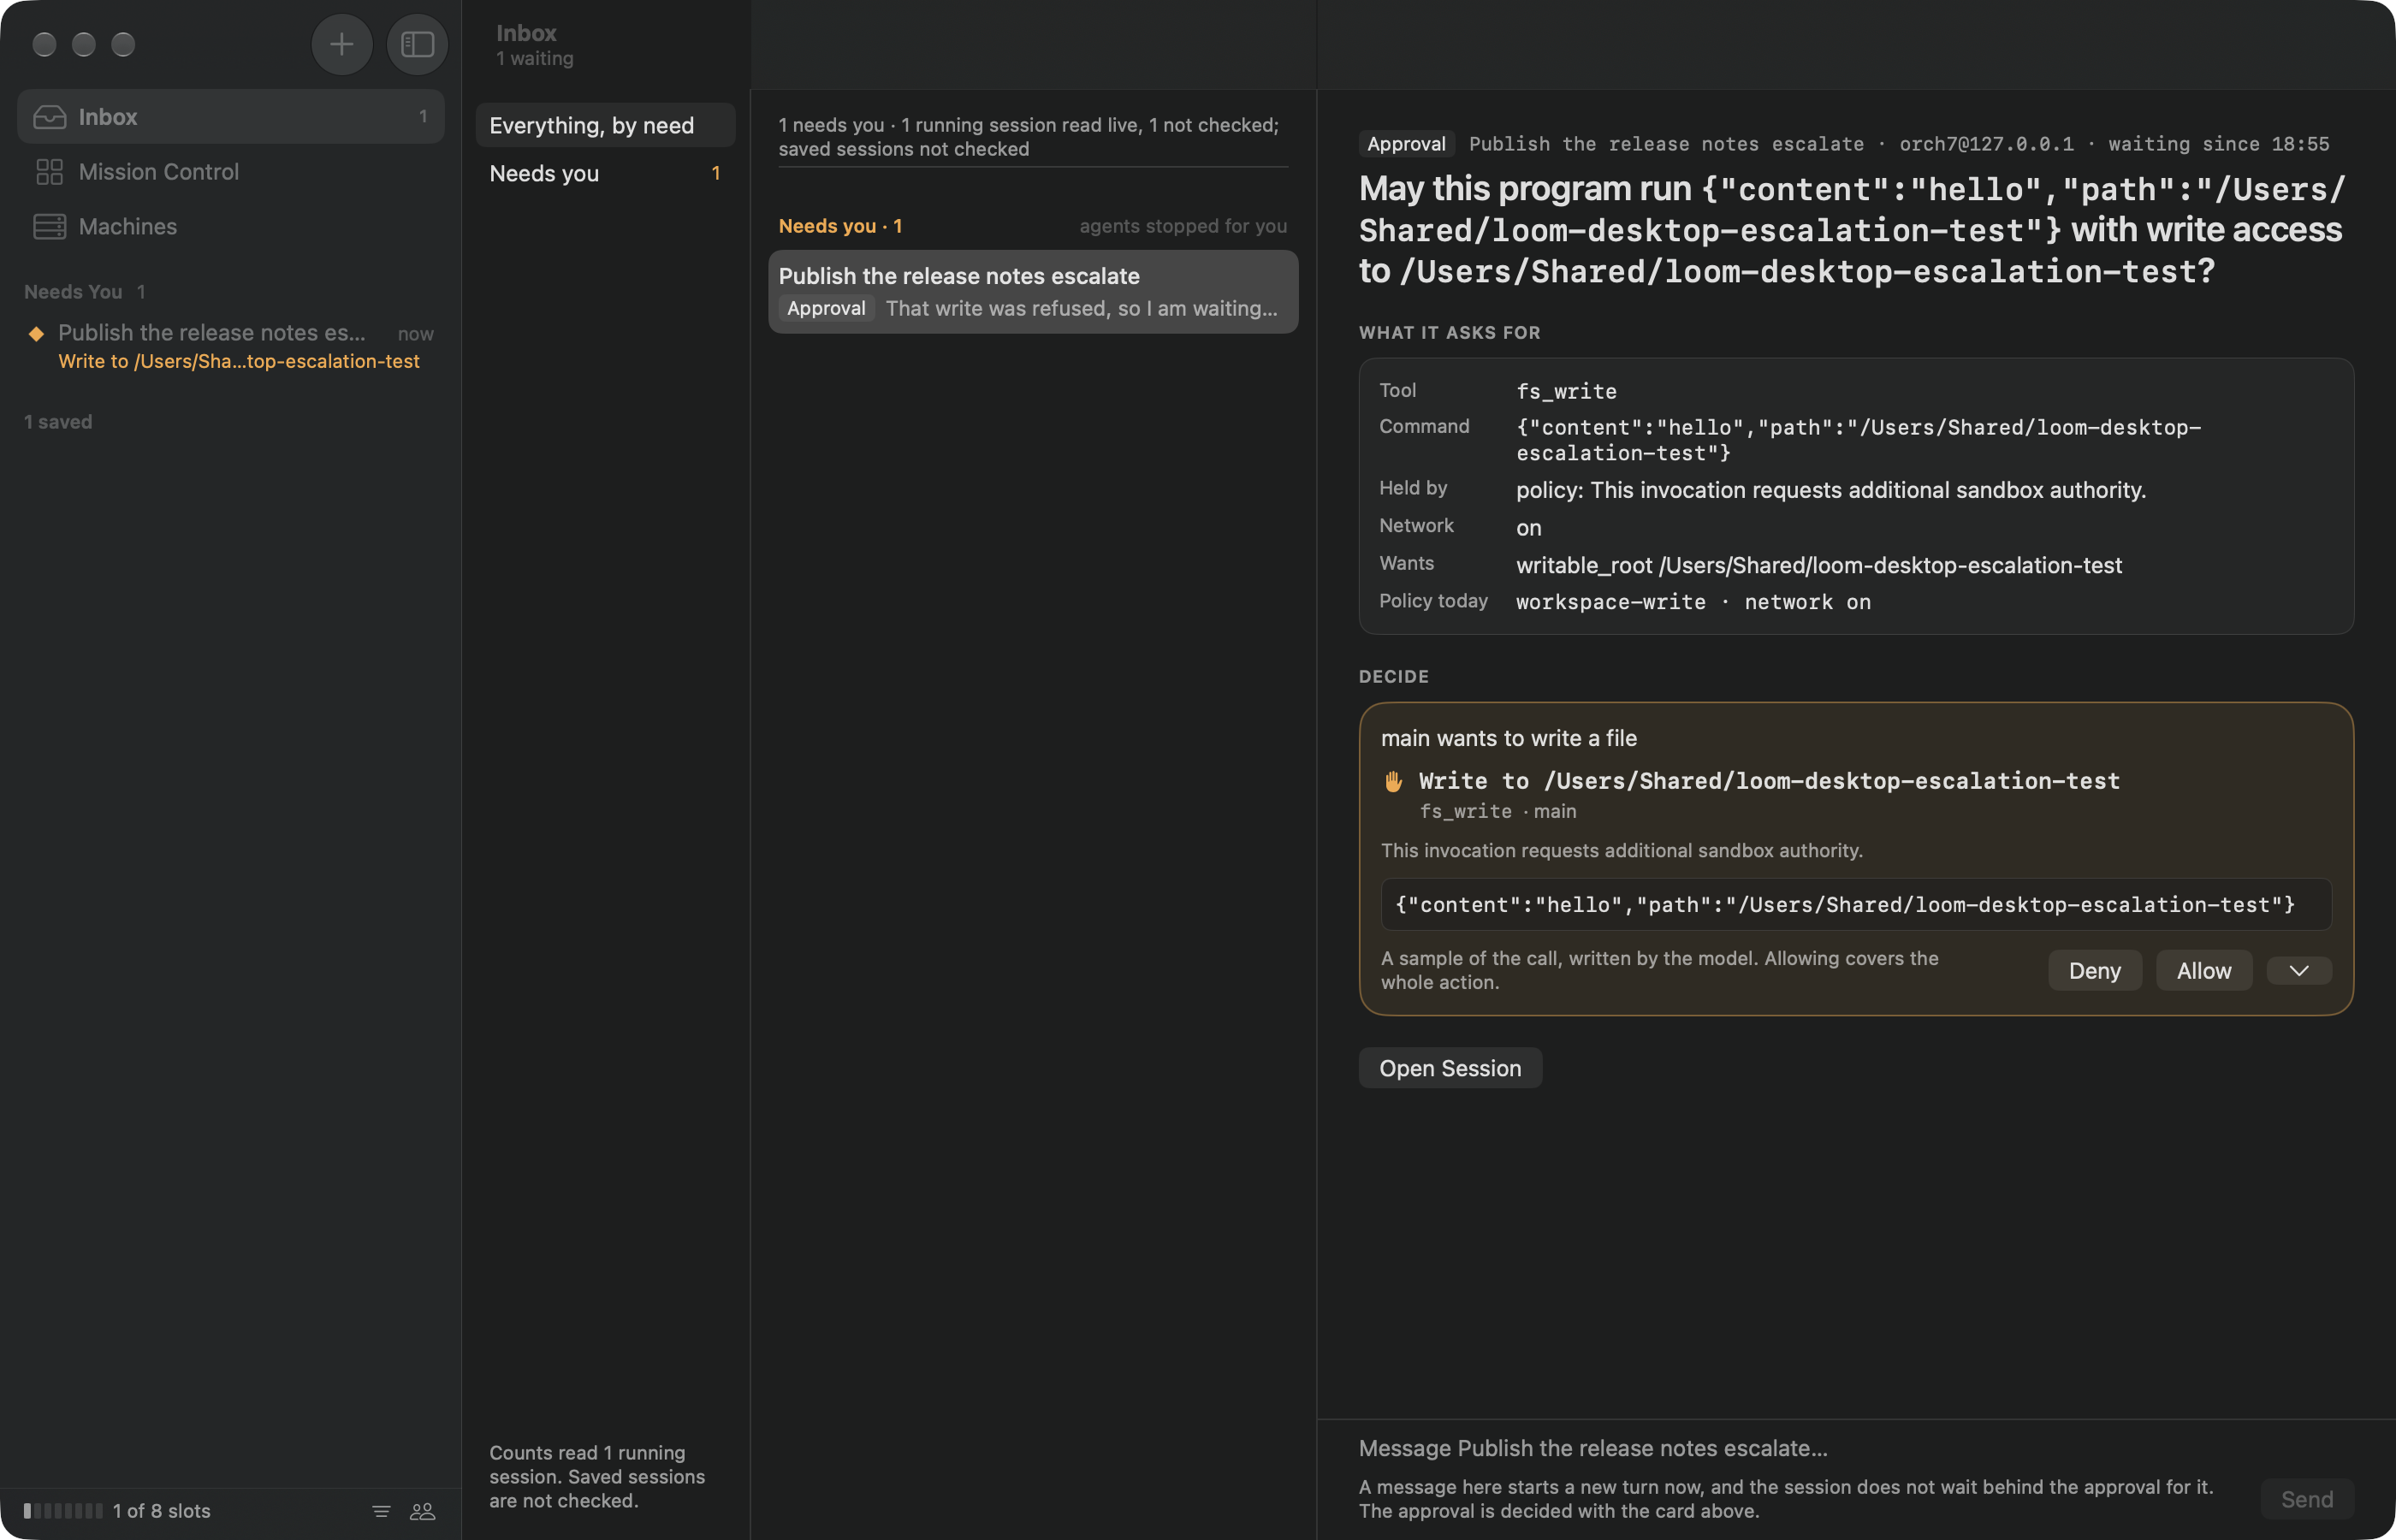 Inbox
1
Mission Control
Machines
Needs You 1
Publish the release notes es... now
Write to /Users/Sha...top-escalation-test
1 saved
1 of 8 slots
Inbox
1 waiting
Everything, by need
Needs you 1
Counts read 1 running
session. Saved sessions
are not checked.
1 needs you · 1 running session read live, 1 not checked;
saved sessions not checked
Needs you · 1 agents stopped for you
Publish the release notes escalate
Approval That write was refused, so I am waiting...
Approval Publish the release notes escalate · orch7@127.0.0.1 · waiting since 18:55
May this program run {"content":"hello","path":"/Users/
Shared/loom-desktop-escalation-test"} with write access
to /Users/Shared/loom-desktop-escalation-test?
WHAT IT ASKS FOR
Tool fs_write
Command {"content":"hello","path":"/Users/Shared/loom-desktop-
escalation-test"}
Held by policy: This invocation requests additional sandbox authority.
Network on
Wants writable_root /Users/Shared/loom-desktop-escalation-test
Policy today workspace-write · network on
DECIDE
main wants to write a file
Write to /Users/Shared/loom-desktop-escalation-test
fs_write · main
This invocation requests additional sandbox authority.
{"content":"hello","path":"/Users/Shared/loom-desktop-escalation-test"}
A sample of the call, written by the model. Allowing covers the
whole action.
Deny Allow
Open Session
Message Publish the release notes escalate...
A message here starts a new turn now, and the session does not wait behind the approval for it.
The approval is decided with the card above.
Send